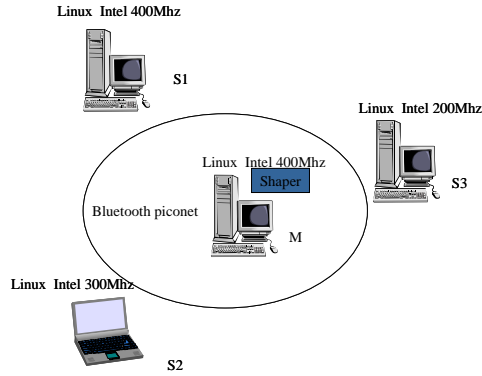 Linux Intel 400Mhz
S1
Linux Intel 200Mhz
S3
Linux Intel 400Mhz
Shaper
Bluetooth piconet
M
Linux Intel 300Mhz
S2